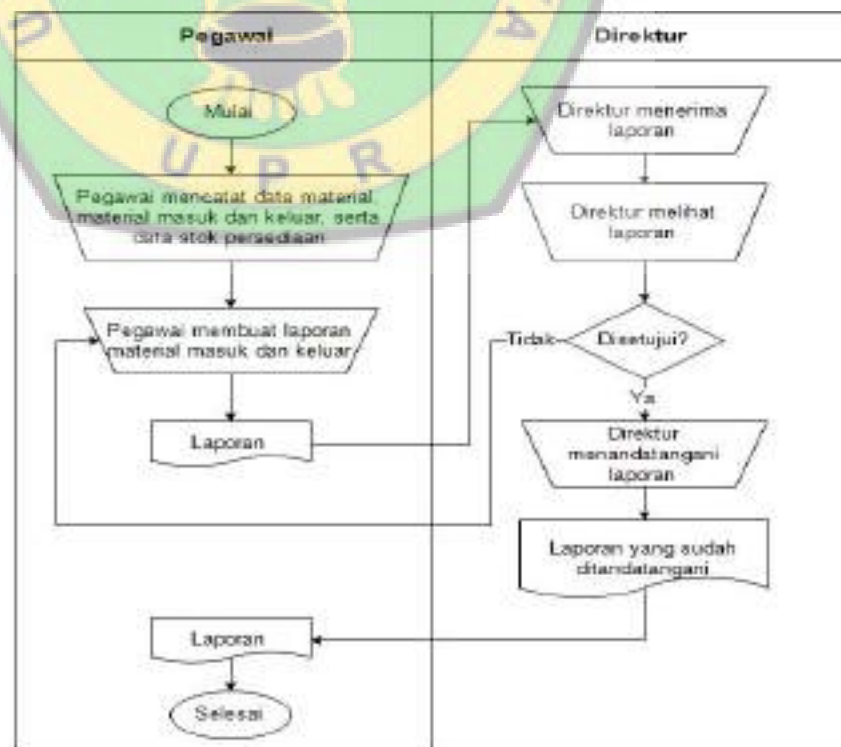 Pegawai
Direktur
Mulai
Pegawai mencatat data material,
material masuk dan keluar, serta
data stok persediaan
Pegawai membuat laporan
material masuk dan keluar
Laporan
Direktur menerima
laporan
Direktur melihat
laporan
Disetujui?
Tidak
Ya
Direktur
menandatangani
laporan
Laporan yang sudah
ditandatangani
Laporan
Selesai
U P R
A